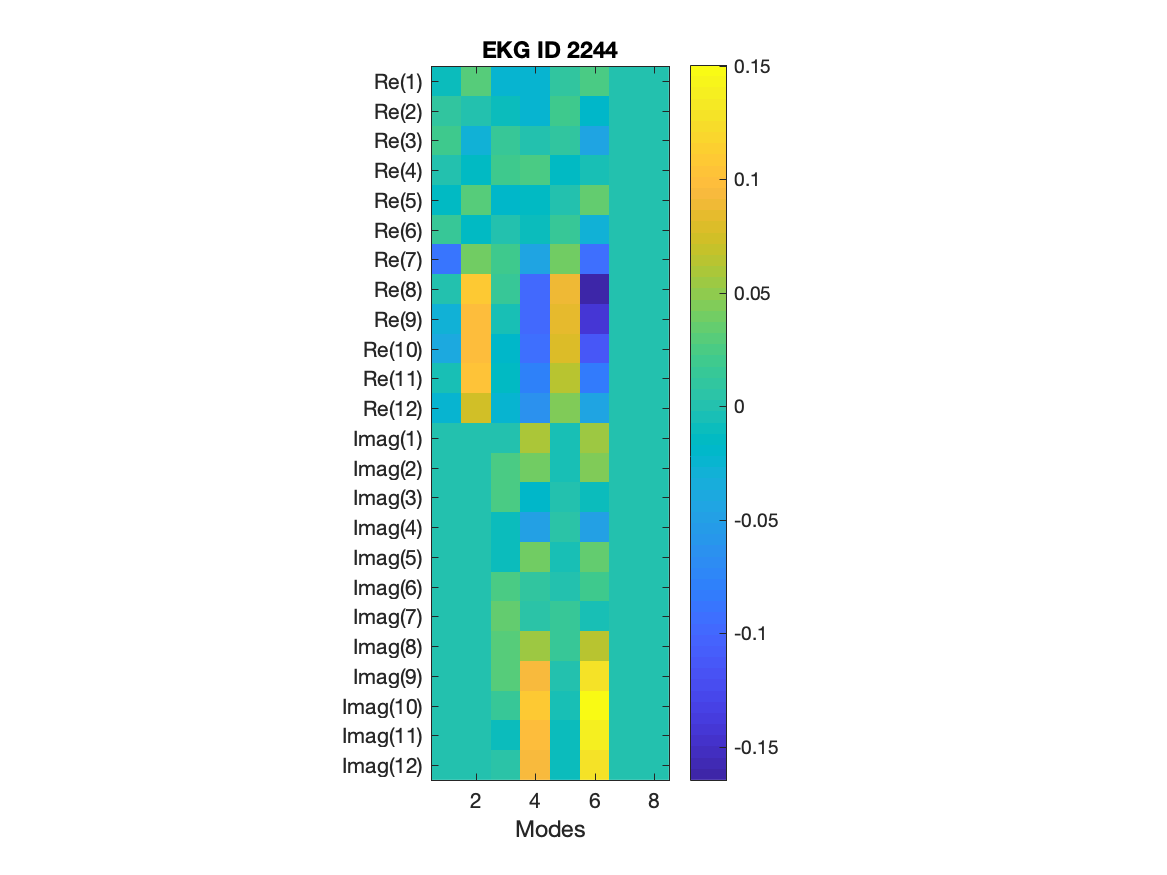 EKG ID 2244
Re(1)
Re(2)
Re(3)
Re(4)
Re(5)
Re(6)
Re(7)
Re(8)
Re(9)
Re(10)
Re(11)
Re(12)
Imag(1)
Imag(2)
Imag(3)
Imag(4)
Imag(5)
Imag(6)
Imag(7)
Imag(8)
Imag(9)
Imag(10)
Imag(11)
Imag(12)
2 4 6 8
Modes
0.15
0.1
0.05
0
-0.05
-0.1
-0.15